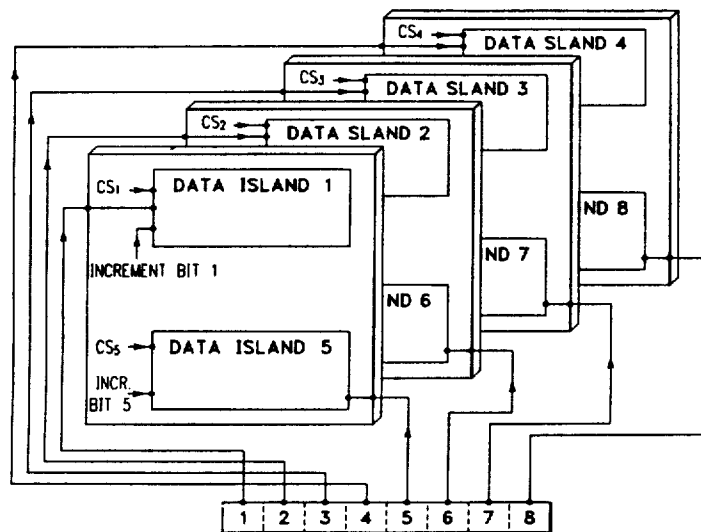 CS4
DATA SLAND 4
CS3
DATA SLAND 3
CS2
DATA SLAND 2
CS1
DATA ISLAND 1
INCREMENT BIT 1
ND 8
ND 7
ND 6
CS5
DATA ISLAND 5
INCR.
BIT 5
1 2 3 4 5 6 7 8